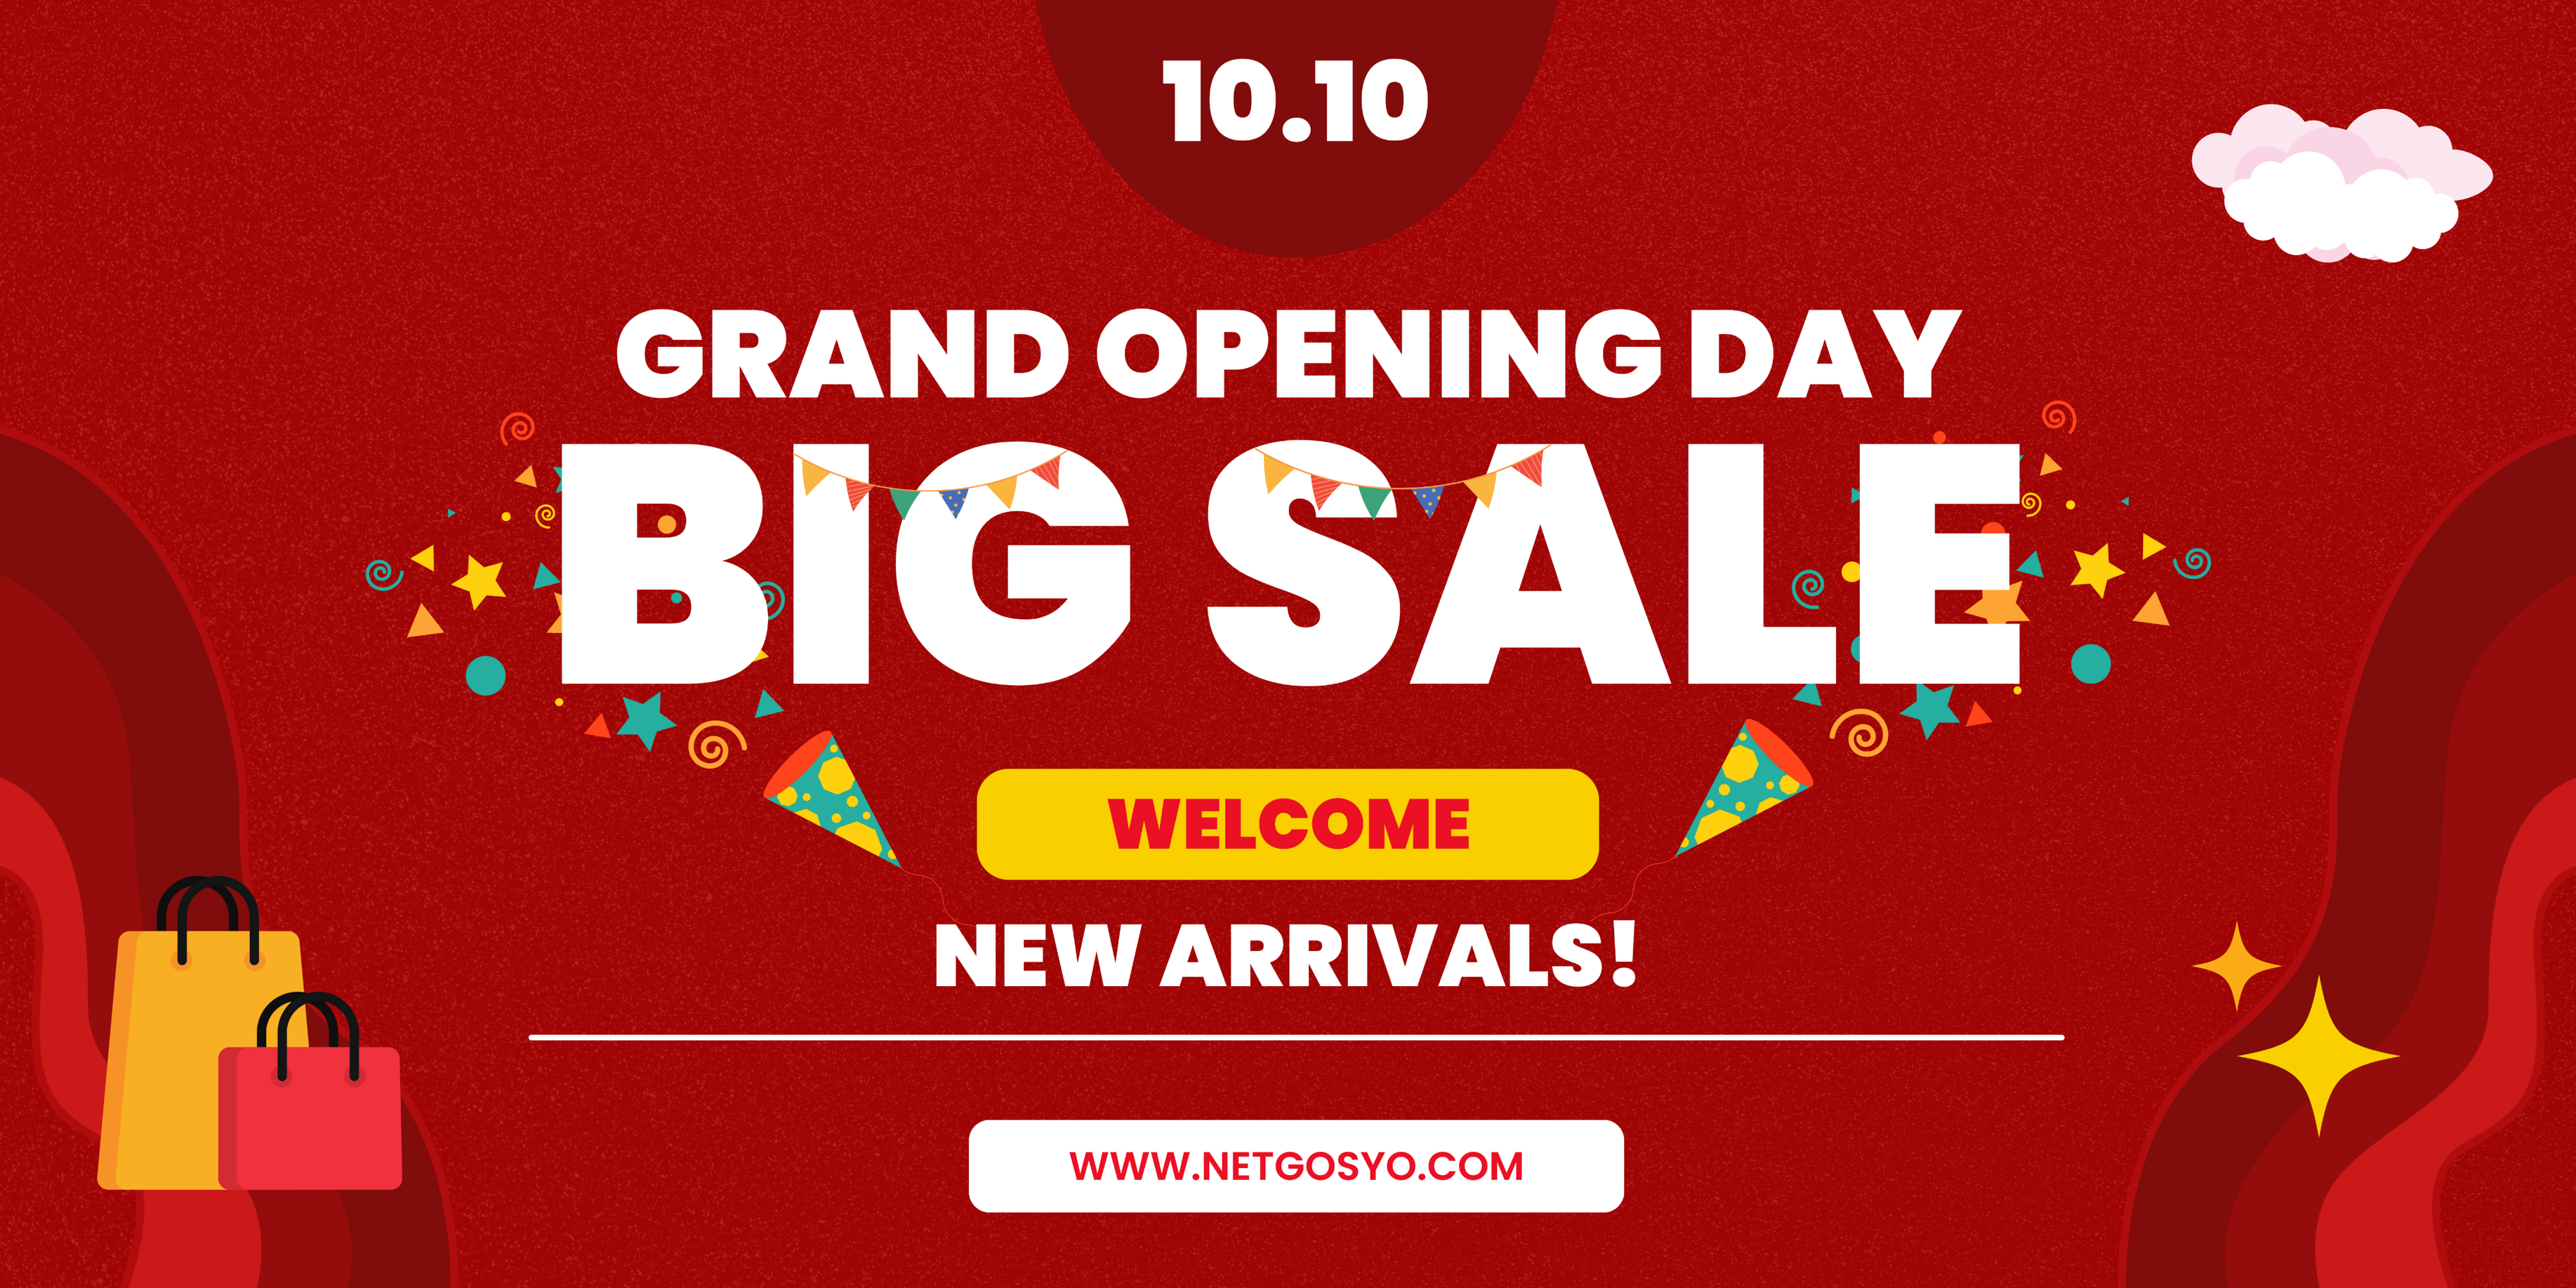 10.10
GRAND OPENING DAY
BIG SALE
WELCOME
NEW ARRIVALS!
WWW.NETGOSYO.COM